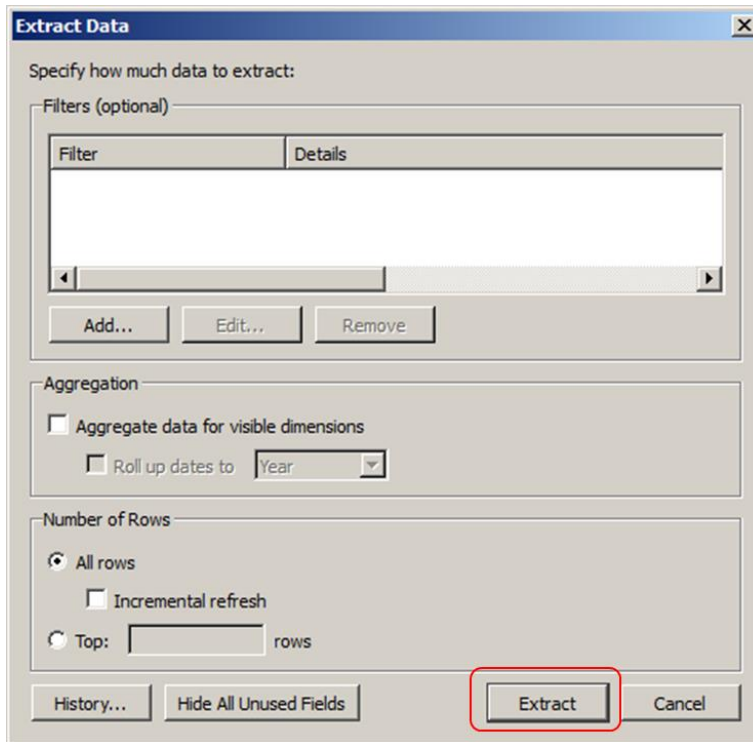 Extract Data
Specify how much data to extract:
Filters (optional)
Filter Details
Add... Edit... Remove
Aggregation
Aggregate data for visible dimensions
Roll up dates to Year
Number of Rows
All rows
Incremental refresh
Top: rows
History... Hide All Unused Fields Extract Cancel